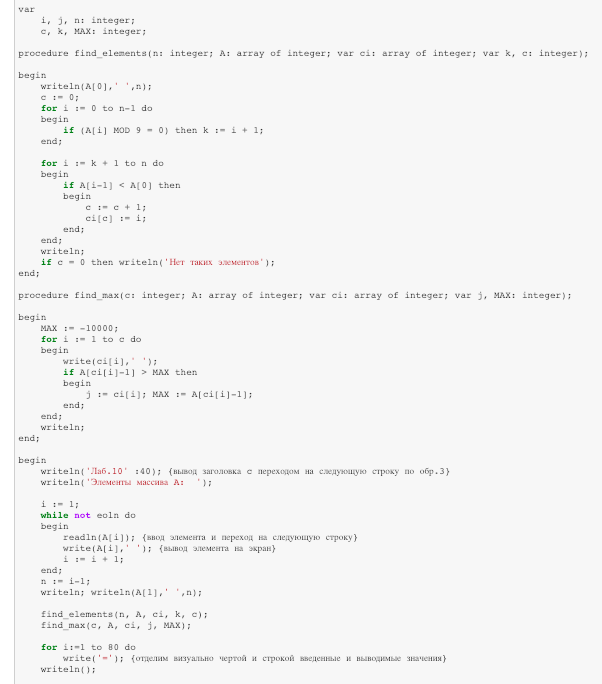 var
    i, j, n: integer;
    c, k, MAX: integer;

procedure find_elements(n: integer; A: array of integer; var ci: array of integer; var k, c: integer);

begin
    writeln(A[0],' ',n);
    c := 0;
    for i := 0 to n-1 do
    begin
        if (A[i] MOD 9 = 0) then k := i + 1;
    end;

    for i := k + 1 to n do
    begin
        if A[i-1] < A[0] then
        begin
            c := c + 1;
            ci[c] := i;
        end;
    end;
    writeln;
    if c = 0 then writeln('Нет таких элементов');
end;

procedure find_max(c: integer; A: array of integer; var ci: array of integer; var j, MAX: integer);

begin
    MAX := -10000;
    for i := 1 to c do
    begin
        write(ci[i],' ');
        if A[ci[i]-1] > MAX then
        begin
            j := ci[i]; MAX := A[ci[i]-1];
        end;
    end;
    writeln;
end;

begin
    writeln('Лаб.10' :40); {вывод заголовка с переходом на следующую строку по обр.3}
    writeln('Элементы массива А:  ');

    i := 1;
    while not eoln do
    begin
        readln(A[i]); {ввод элемента и переход на следующую строку}
        write(A[i],' '); {вывод элемента на экран}
        i := i + 1;
    end;
    n := i-1;
    writeln; writeln(A[1],' ',n);

    find_elements(n, A, ci, k, c);
    find_max(c, A, ci, j, MAX);

    for i:=1 to 80 do
        write('='); {отделим визуально чертой и строкой введенные и выводимые значения}
    writeln();